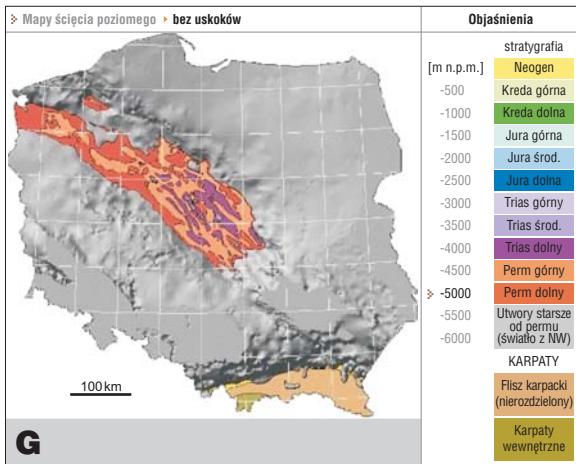 Mapy ścięcia poziomego ▸ bez uskoków
Objaśnienia
stratygrafia
[m n.p.m.]
Neogen
-500 Kreda górna
-1000 Kreda dolna
-1500 Jura górna
-2000 Jura środ.
-2500 Jura dolna
-3000 Trias górny
-3500 Trias środ.
-4000 Trias dolny
-4500 Perm górny
-5000 Perm dolny
-5500 Utwory starsze
od permu
-6000 (światło z NW)
KARPATY
Flisz karpacki
(nierozdzielony)
Karpaty
wewnętrzne
100 km
G